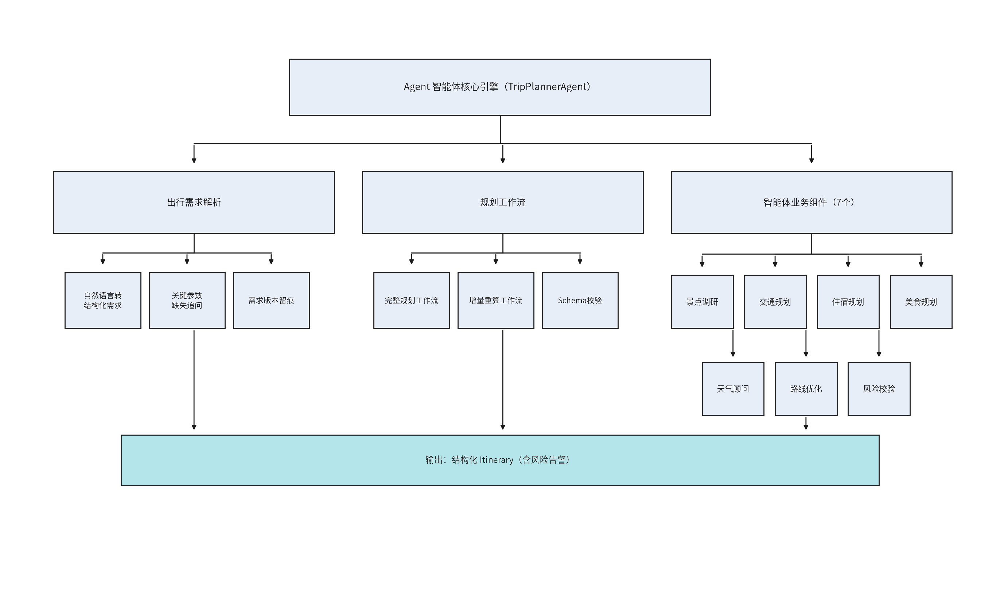 Agent 智能体核心引擎（TripPlannerAgent）
出行需求解析
规划工作流
智能体业务组件（7个）
自然语言转
结构化需求
关键参数
缺失追问
需求版本留痕
完整规划工作流
增量重算工作流
Schema校验
景点调研
交通规划
住宿规划
美食规划
天气顾问
路线优化
风险校验
输出：结构化 Itinerary（含风险告警）